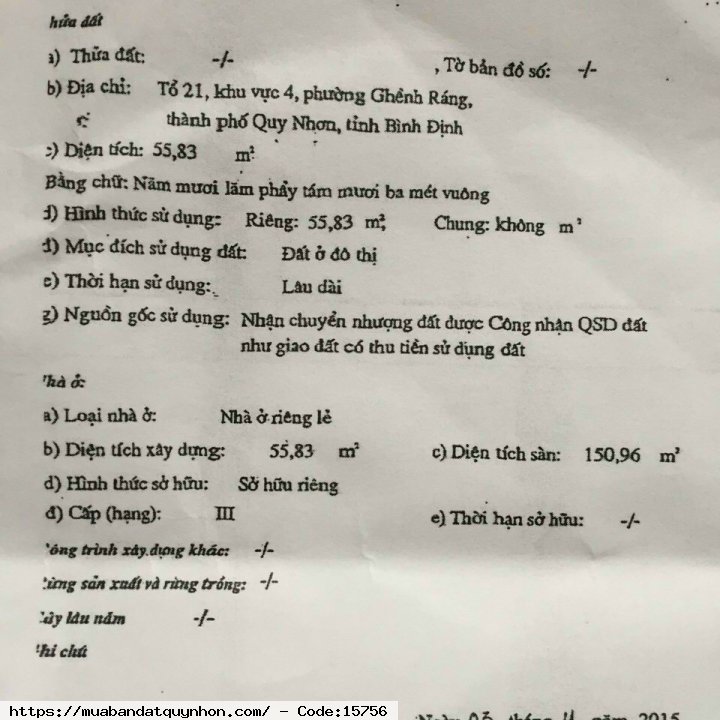 hửa đất
a) Thửa đất: -/- , Tờ bản đồ số: -/-
b) Địa chỉ: Tổ 21, khu vực 4, phường Ghềnh Ráng,
thành phố Quy Nhơn, tỉnh Bình Định
c) Diện tích: 55,83 m²
Bằng chữ: Năm mươi lăm phẩy tám mươi ba mét vuông
d) Hình thức sử dụng: Riêng: 55,83 m²; Chung: không m²
đ) Mục đích sử dụng đất: Đất ở đô thị
e) Thời hạn sử dụng: Lâu dài
g) Nguồn gốc sử dụng: Nhận chuyển nhượng đất được Công nhận QSD đất
như giao đất có thu tiền sử dụng đất
hà ở:
a) Loại nhà ở: Nhà ở riêng lẻ
b) Diện tích xây dựng: 55,83 m² c) Diện tích sàn: 150,96 m²
d) Hình thức sở hữu: Sở hữu riêng
đ) Cấp (hạng): III e) Thời hạn sở hữu: -/-
ông trình xây dựng khác: -/-
ừng sản xuất và rừng trồng: -/-
ây lâu năm -/-
hi chú
Ngày tháng năm 2015
https://muabandatquynhon.com/ - Code:15756